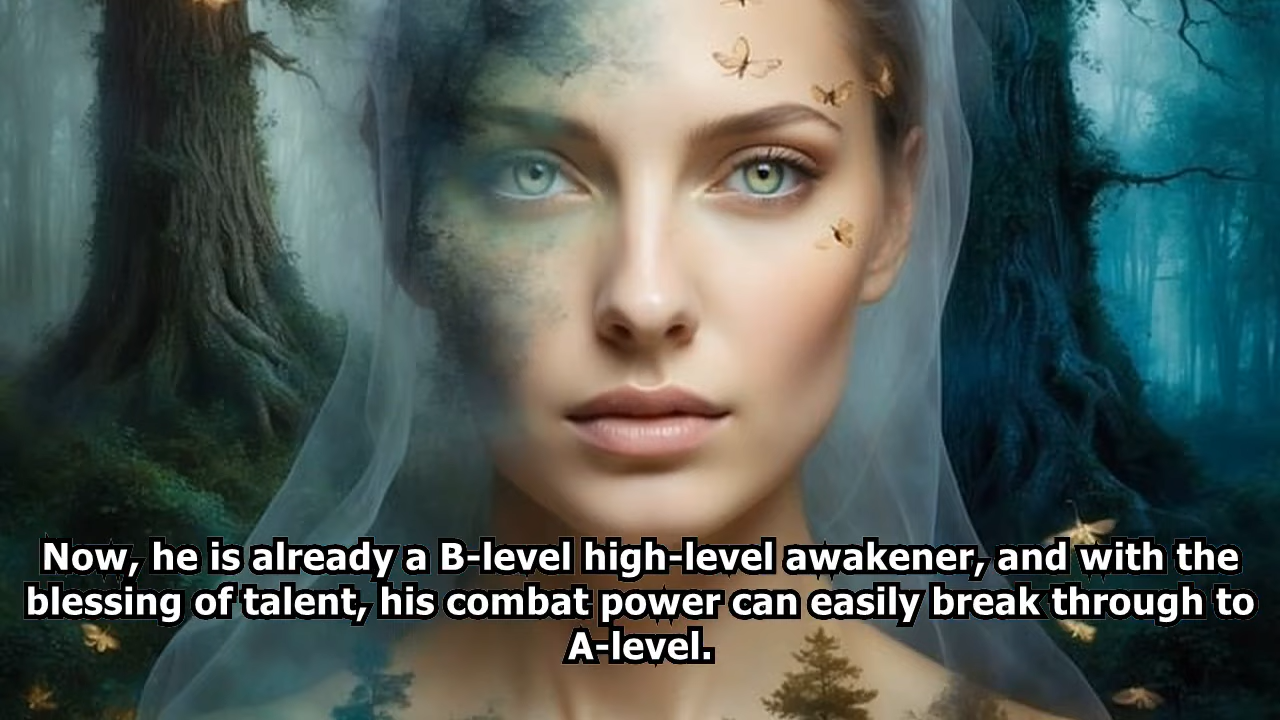 Now, he is already a B-level high-level awakener, and with the
blessing of talent, his combat power can easily break through to
A-level.